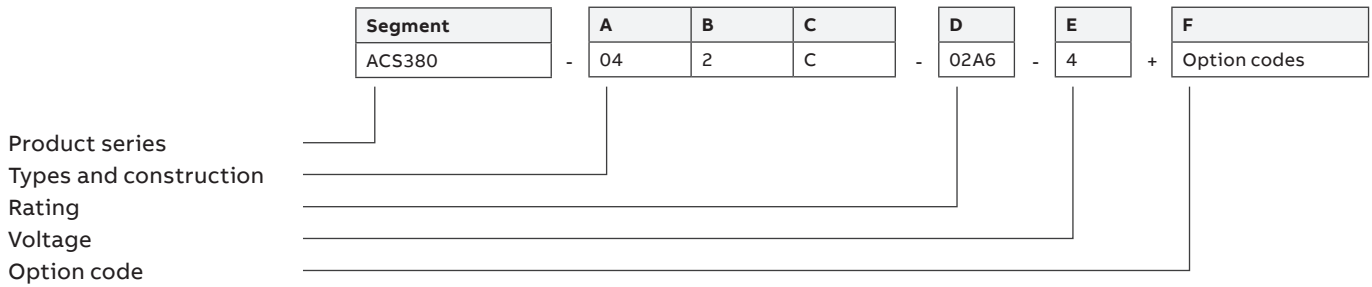 Segment A B C D E F
ACS380 - 04 2 C - 02A6 - 4 + Option codes
Product series
Types and construction
Rating
Voltage
Option code